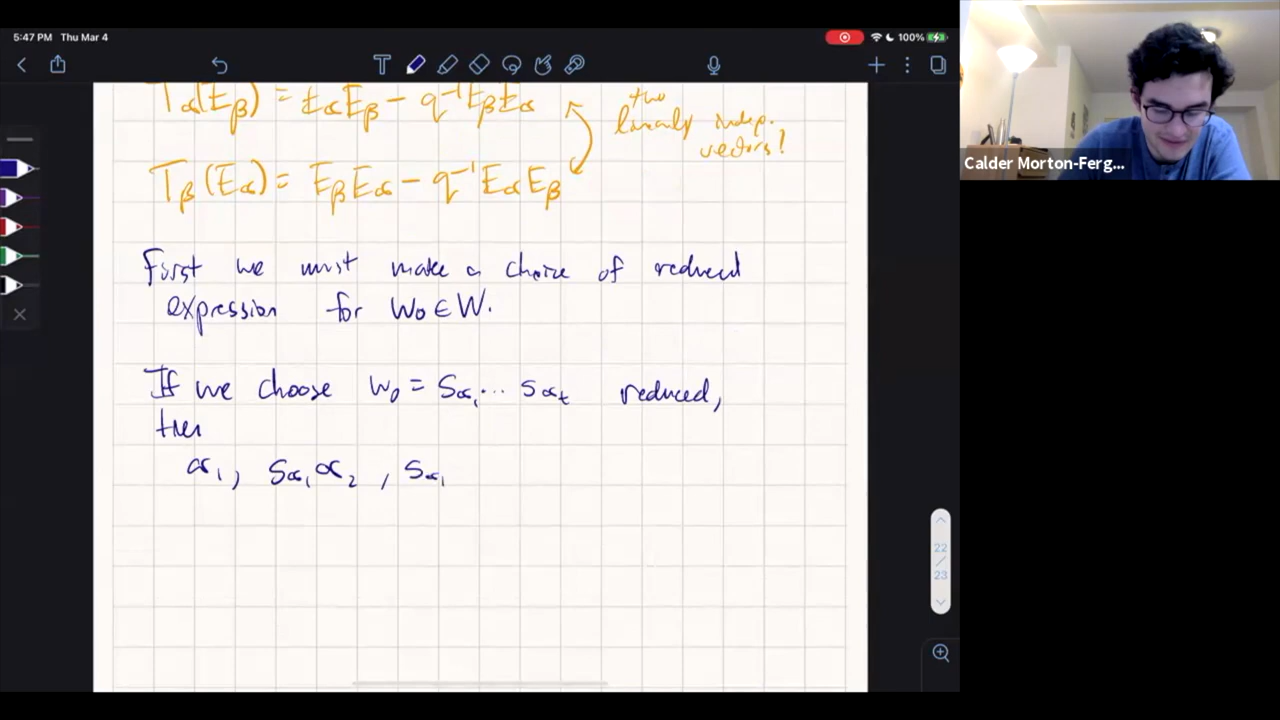 5:47 PM Thu Mar 4
100%
T
Tα(Eβ) = EαEβ − q⁻¹EβEα
two
linearly indep.
vectors!
Tβ(Eα) = EβEα − q⁻¹EαEβ
First we must make a choice of reduced
expression for w₀ ∈ W.
If we choose w₀ = Sα₁ ... Sαt reduced,
then
α₁, Sα₁α₂, Sα₁
22
/
23
Calder Morton-Ferg...